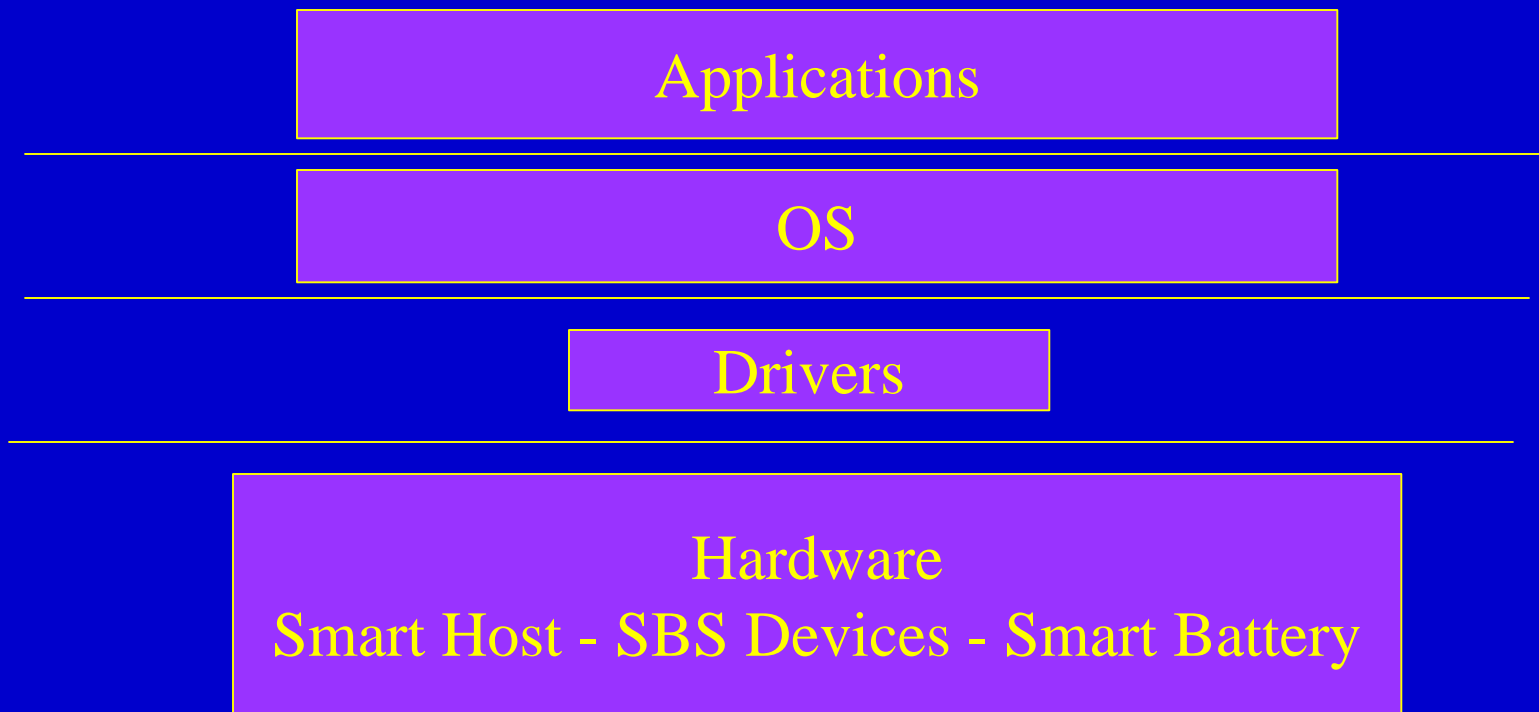 Applications
OS
Drivers
Hardware
Smart Host - SBS Devices - Smart Battery